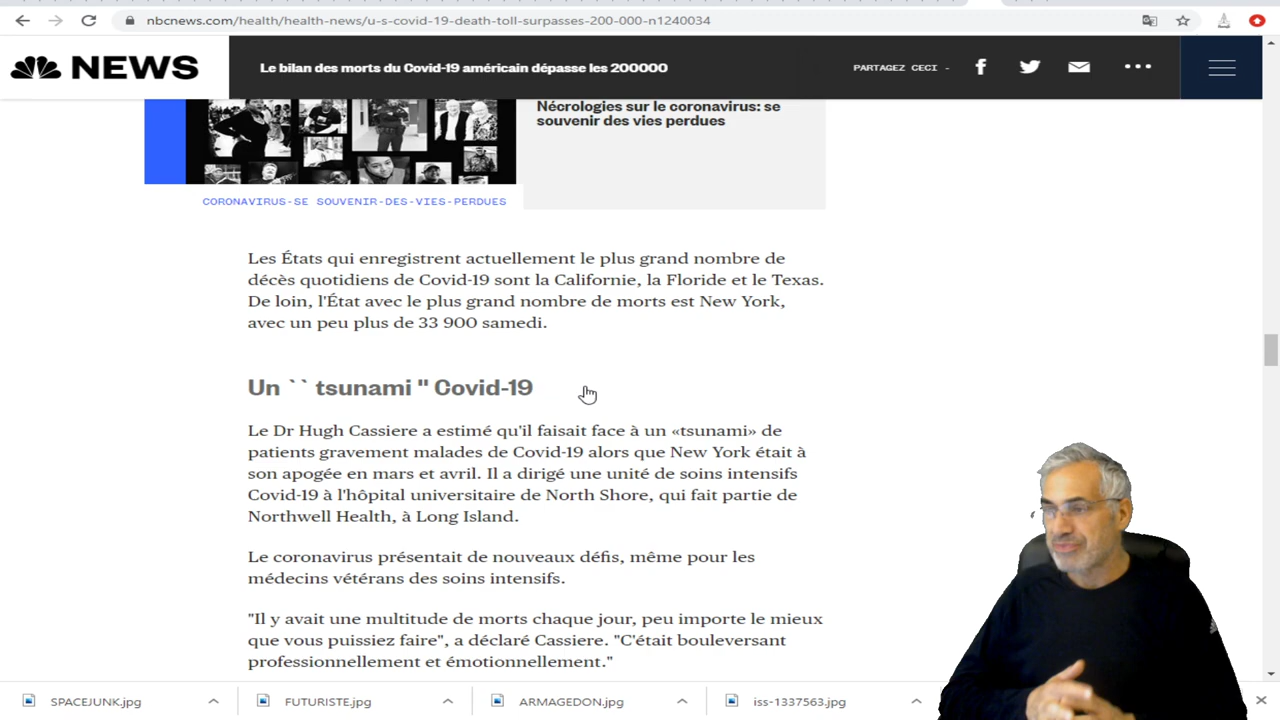 nbcnews.com/health/health-news/u-s-covid-19-death-toll-surpasses-200-000-n1240034
NEWS
Le bilan des morts du Covid-19 américain dépasse les 200000
PARTAGEZ CECI -
Nécrologies sur le coronavirus: se
souvenir des vies perdues
CORONAVIRUS-SE SOUVENIR-DES-VIES-PERDUES
Les États qui enregistrent actuellement le plus grand nombre de
décès quotidiens de Covid-19 sont la Californie, la Floride et le Texas.
De loin, l'État avec le plus grand nombre de morts est New York,
avec un peu plus de 33 900 samedi.
Un `` tsunami '' Covid-19
Le Dr Hugh Cassiere a estimé qu'il faisait face à un «tsunami» de
patients gravement malades de Covid-19 alors que New York était à
son apogée en mars et avril. Il a dirigé une unité de soins intensifs
Covid-19 à l'hôpital universitaire de North Shore, qui fait partie de
Northwell Health, à Long Island.
Le coronavirus présentait de nouveaux défis, même pour les
médecins vétérans des soins intensifs.
"Il y avait une multitude de morts chaque jour, peu importe le mieux
que vous puissiez faire", a déclaré Cassiere. "C'était bouleversant
professionnellement et émotionnellement."
SPACEJUNK.jpg
FUTURISTE.jpg
ARMAGEDON.jpg
iss-1337563.jpg